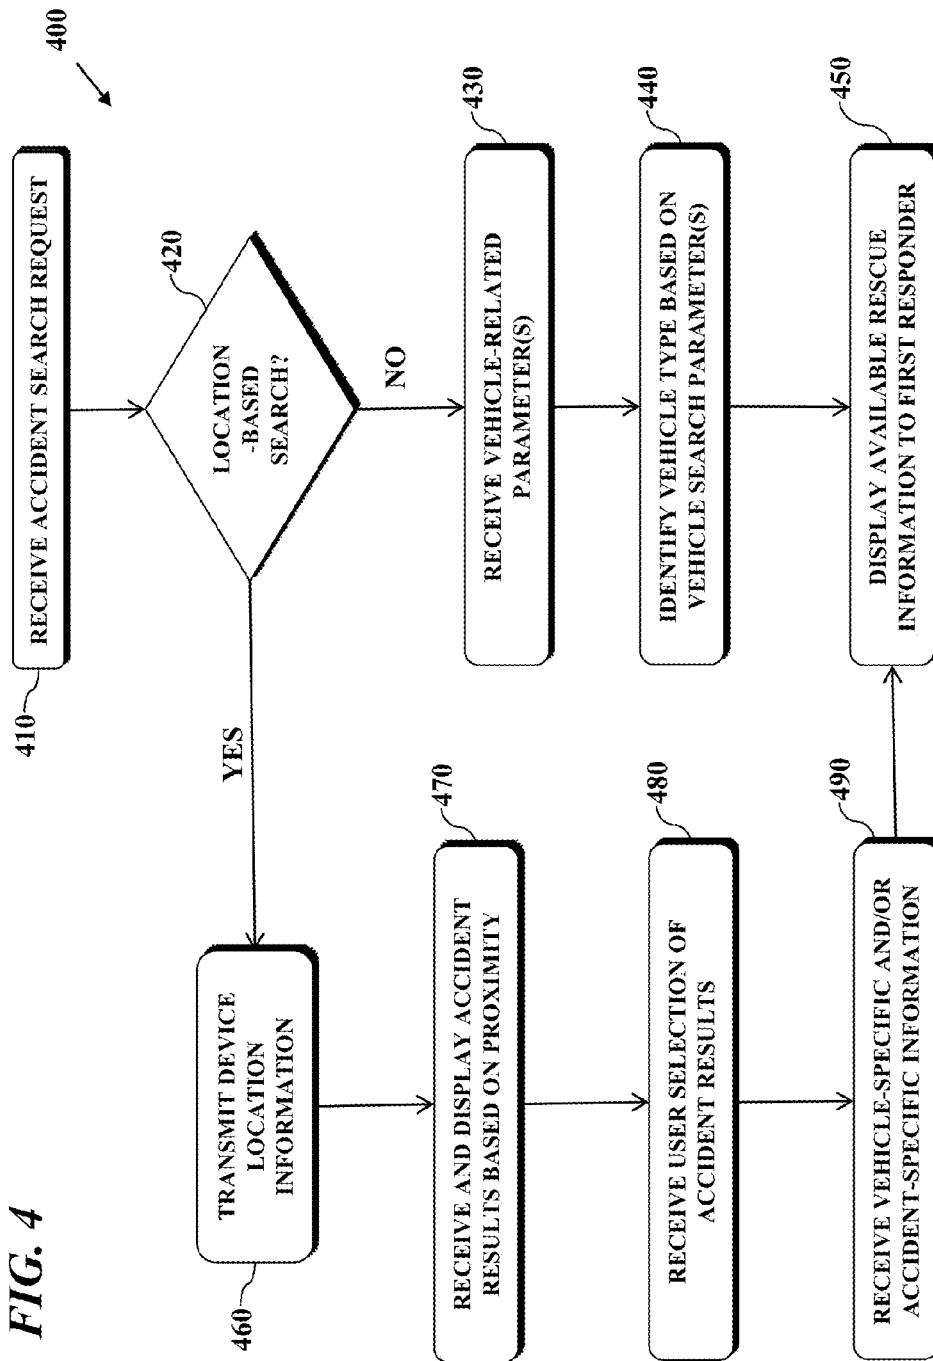 FIG. 4
400
410
RECEIVE ACCIDENT SEARCH REQUEST
420
LOCATION
-BASED
SEARCH?
YES
NO
430
RECEIVE VEHICLE-RELATED
PARAMETER(S)
440
IDENTIFY VEHICLE TYPE BASED ON
VEHICLE SEARCH PARAMETER(S)
450
DISPLAY AVAILABLE RESCUE
INFORMATION TO FIRST RESPONDER
460
TRANSMIT DEVICE
LOCATION
INFORMATION
470
RECEIVE AND DISPLAY ACCIDENT
RESULTS BASED ON PROXIMITY
480
RECEIVE USER SELECTION OF
ACCIDENT RESULTS
490
RECEIVE VEHICLE-SPECIFIC AND/OR
ACCIDENT-SPECIFIC INFORMATION